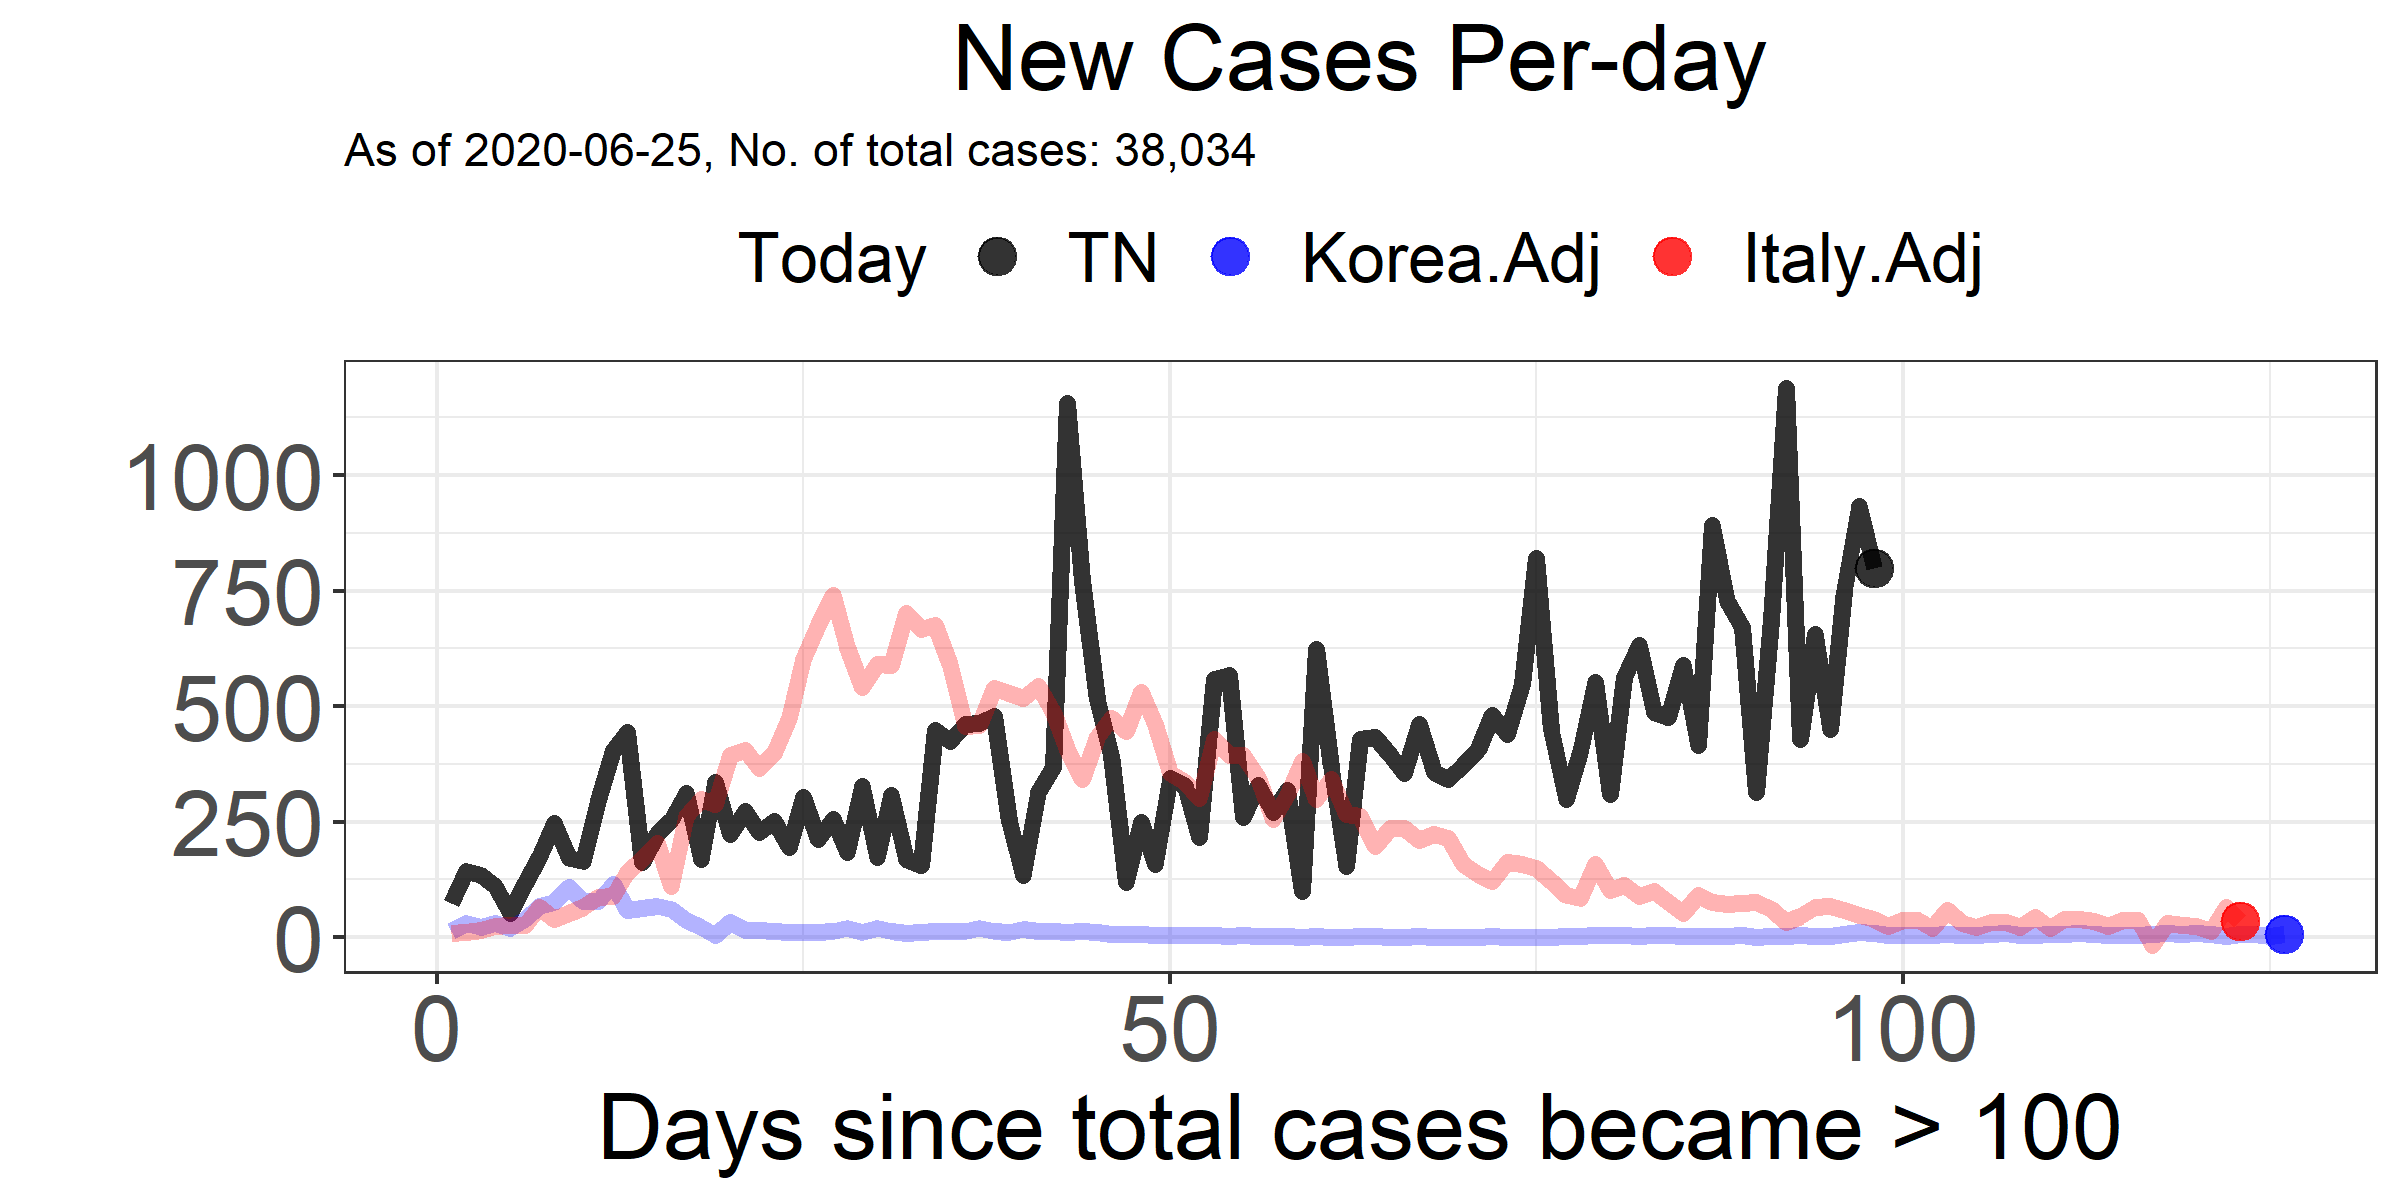 New Cases Per-day
As of 2020-06-25, No. of total cases: 38,034
Today TN Korea.Adj Italy.Adj
1000
750
500
250
0
0 50 100
Days since total cases became > 100